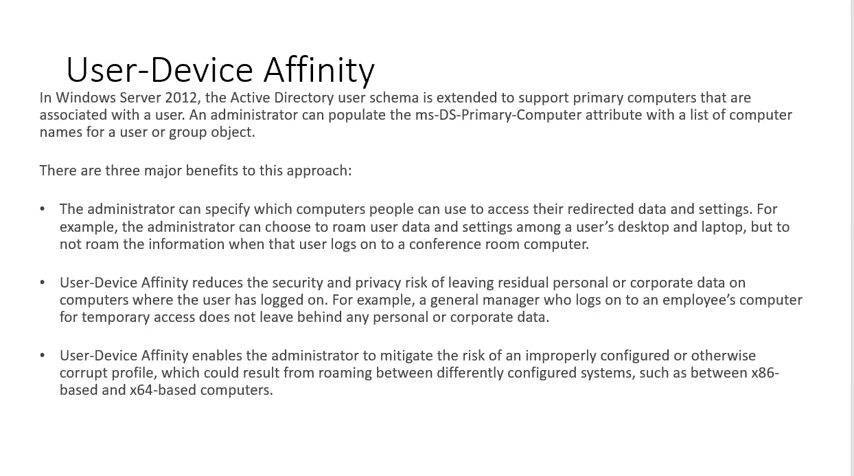 User-Device Affinity
In Windows Server 2012, the Active Directory user schema is extended to support primary computers that are
associated with a user. An administrator can populate the ms-DS-Primary-Computer attribute with a list of computer
names for a user or group object.
There are three major benefits to this approach:
• The administrator can specify which computers people can use to access their redirected data and settings. For
example, the administrator can choose to roam user data and settings among a user’s desktop and laptop, but to
not roam the information when that user logs on to a conference room computer.
• User-Device Affinity reduces the security and privacy risk of leaving residual personal or corporate data on
computers where the user has logged on. For example, a general manager who logs on to an employee’s computer
for temporary access does not leave behind any personal or corporate data.
• User-Device Affinity enables the administrator to mitigate the risk of an improperly configured or otherwise
corrupt profile, which could result from roaming between differently configured systems, such as between x86-
based and x64-based computers.